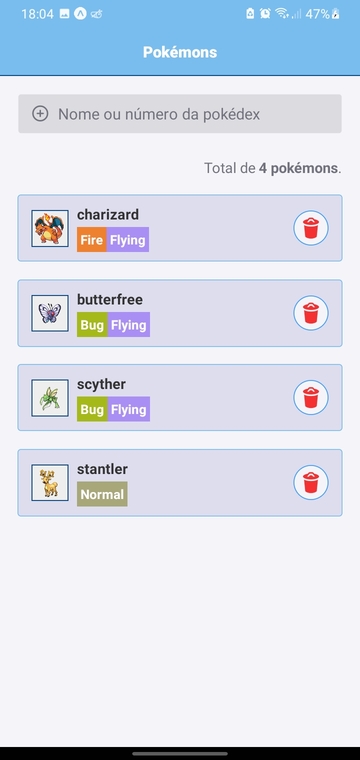 18:04 47%
Pokémons
Nome ou número da pokédex
Total de 4 pokémons.
charizard
Fire Flying
butterfree
Bug Flying
scyther
Bug Flying
stantler
Normal